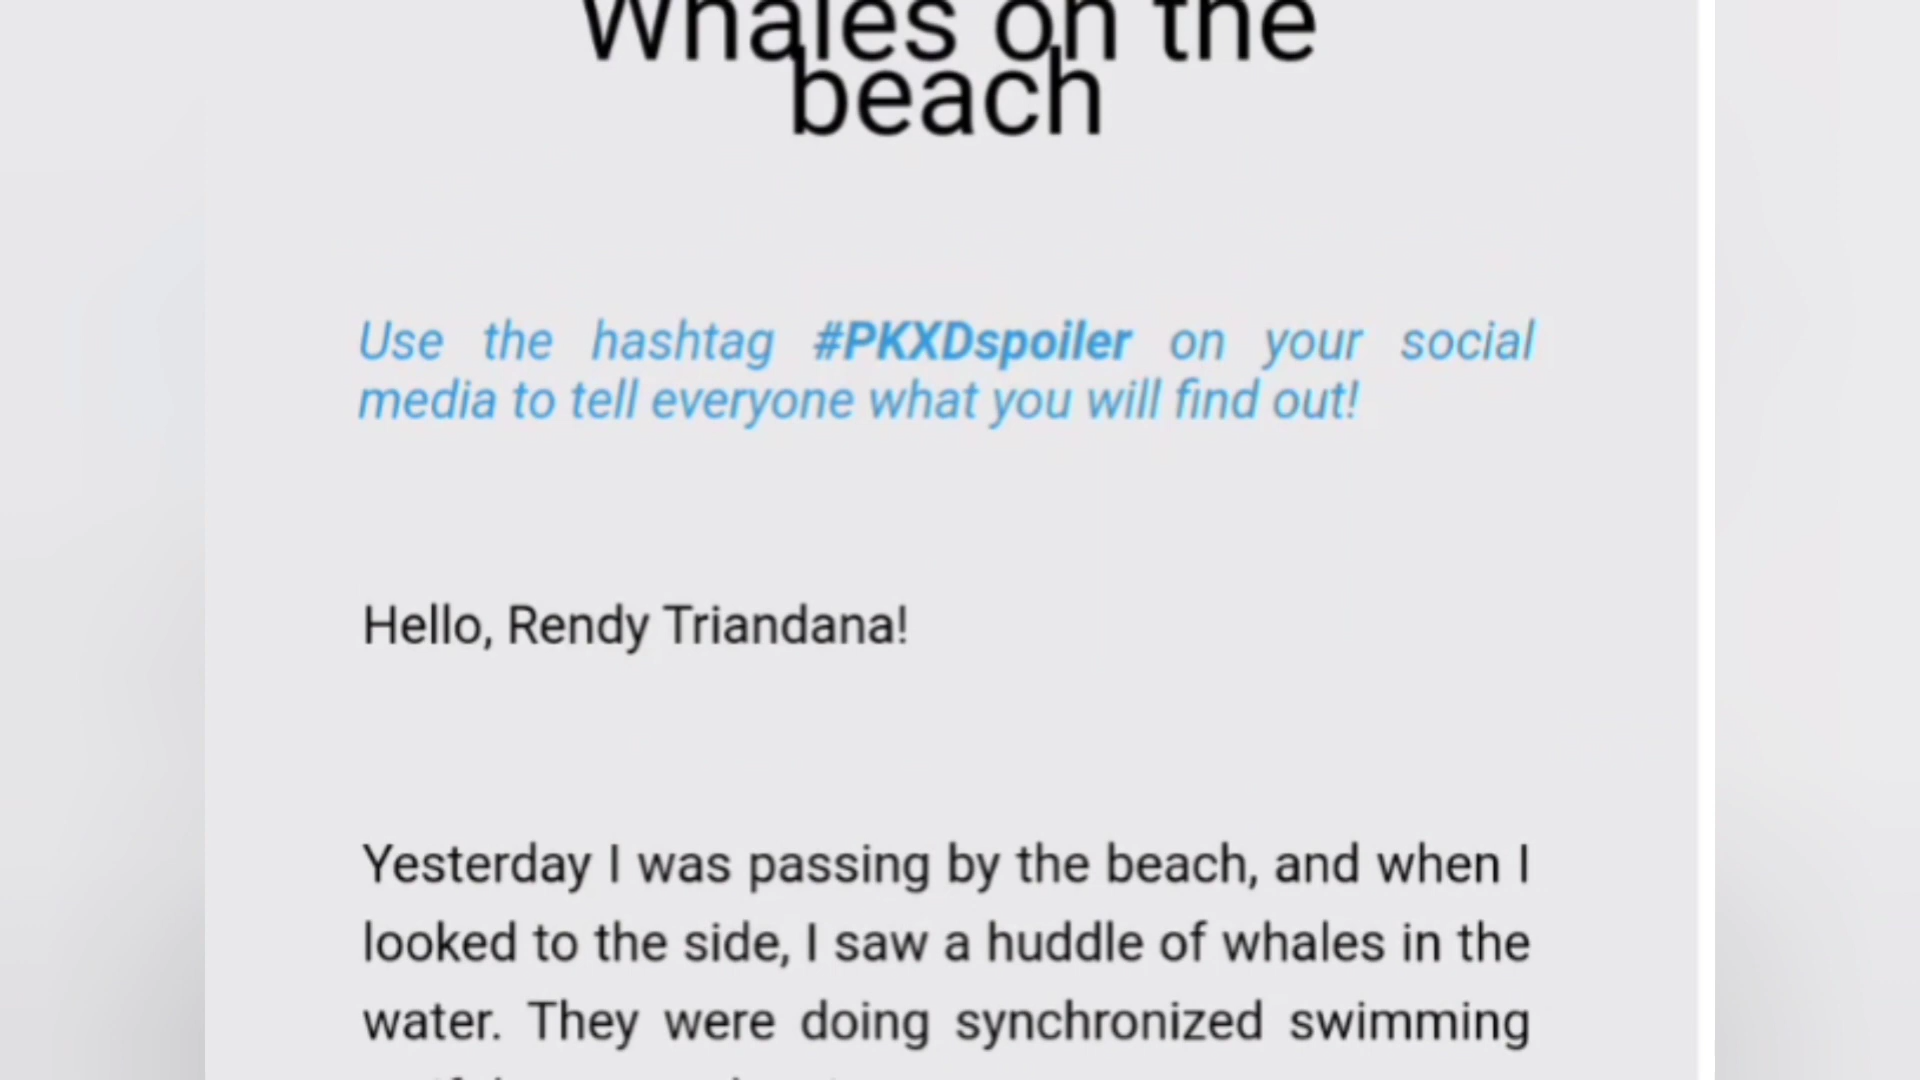 Whales on the
beach
Use the hashtag #PKXDspoiler on your social
media to tell everyone what you will find out!
Hello, Rendy Triandana!
Yesterday I was passing by the beach, and when I
looked to the side, I saw a huddle of whales in the
water. They were doing synchronized swimming